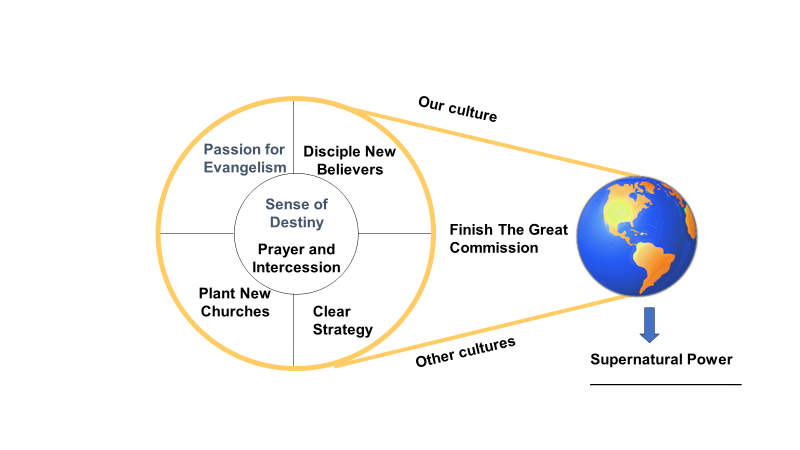 Our culture
Passion for
Evangelism
Disciple New
Believers
Sense of
Destiny
Prayer and
Intercession
Finish The Great
Commission
Plant New
Churches
Clear
Strategy
Other cultures
Supernatural Power